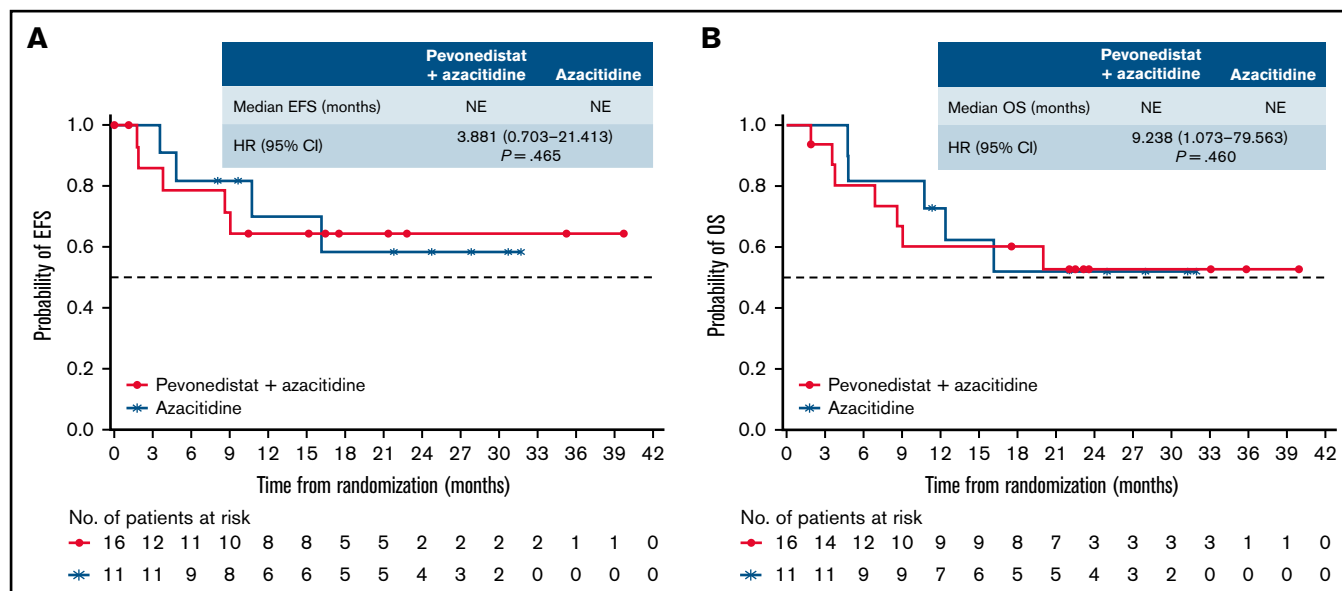 A
Pevonedistat
+ azacitidine Azacitidine
Median EFS (months) NE NE
HR (95% CI) 3.881 (0.703–21.413)
P = .465
Probability of EFS
1.0
0.8
0.6
0.4
0.2
0.0
Pevonedistat + azacitidine
Azacitidine
0 3 6 9 12 15 18 21 24 27 30 33 36 39 42
Time from randomization (months)
No. of patients at risk
16 12 11 10 8 8 5 5 2 2 2 2 1 1 0
11 11 9 8 6 6 5 5 4 3 2 0 0 0 0
B
Pevonedistat
+ azacitidine Azacitidine
Median OS (months) NE NE
HR (95% CI) 9.238 (1.073–79.563)
P = .460
Probability of OS
1.0
0.8
0.6
0.4
0.2
0.0
Pevonedistat + azacitidine
Azacitidine
0 3 6 9 12 15 18 21 24 27 30 33 36 39 42
Time from randomization (months)
No. of patients at risk
16 14 12 10 9 9 8 7 3 3 3 3 1 1 0
11 11 9 9 7 6 5 5 4 3 2 0 0 0 0